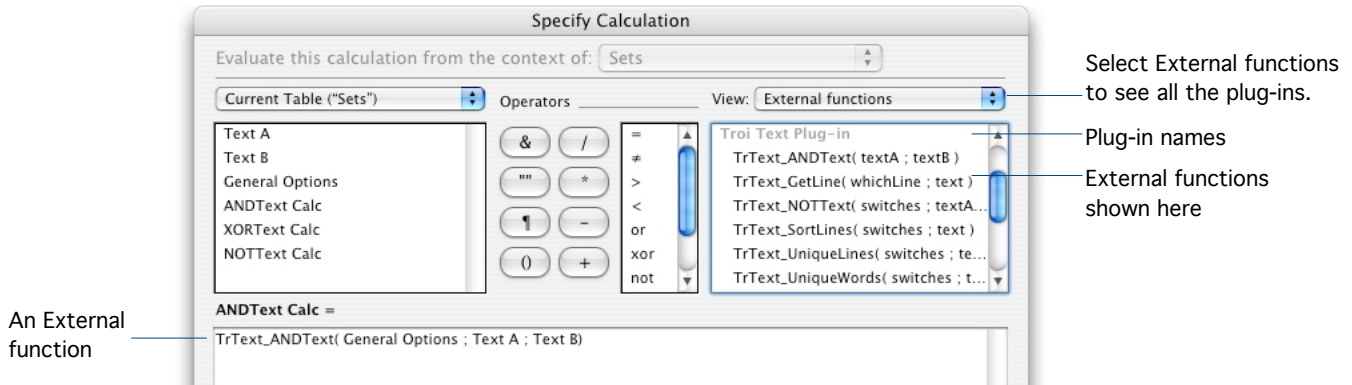 Specify Calculation
Evaluate this calculation from the context of: Sets
Current Table (“Sets”)
Operators
View: External functions
Text A
Text B
General Options
ANDText Calc
XORText Calc
NOTText Calc
& /
"" *
¶ –
() +
=
≠
>
<
or
xor
not
Troi Text Plug-in
TrText_ANDText( textA ; textB )
TrText_GetLine( whichLine ; text )
TrText_NOTText( switches ; textA...
TrText_SortLines( switches ; text )
TrText_UniqueLines( switches ; te...
TrText_UniqueWords( switches ; t...
ANDText Calc =
TrText_ANDText( General Options ; Text A ; Text B)
Select External functions
to see all the plug-ins.
Plug-in names
External functions
shown here
An External
function